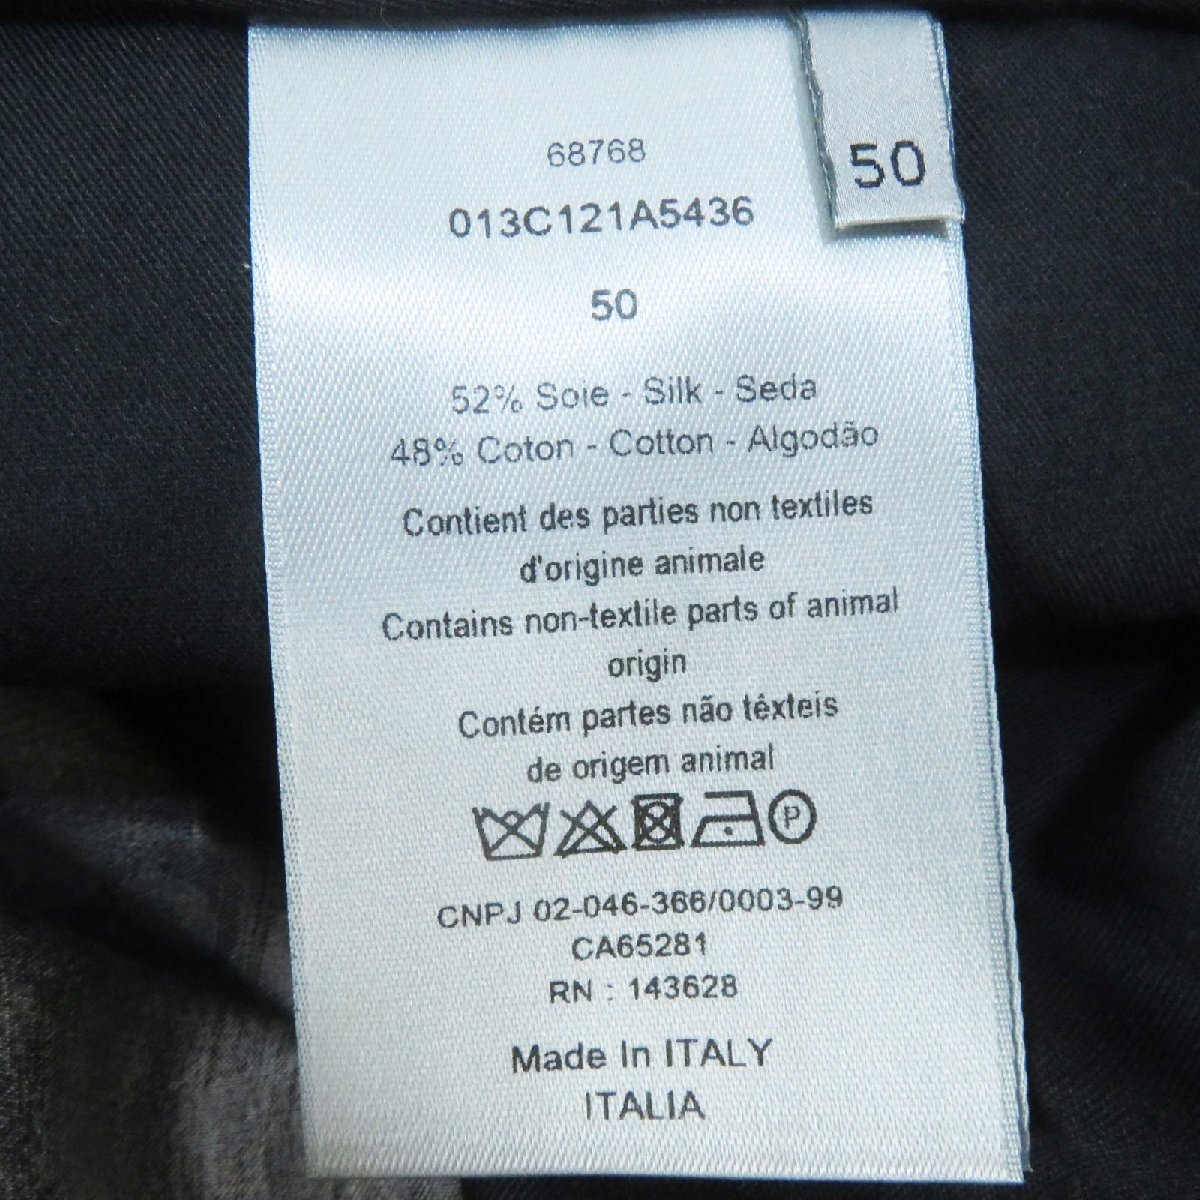 68768
50
013C121A5436
50
52% Soie - Silk - Seda
48% Coton - Cotton - Algodão
Contient des parties non textiles
d'origine animale
Contains non-textile parts of animal
origin
Contém partes não têxteis
de origem animal
P
CNPJ 02-046-366/0003-99
CA65281
RN : 143628
Made In ITALY
ITALIA